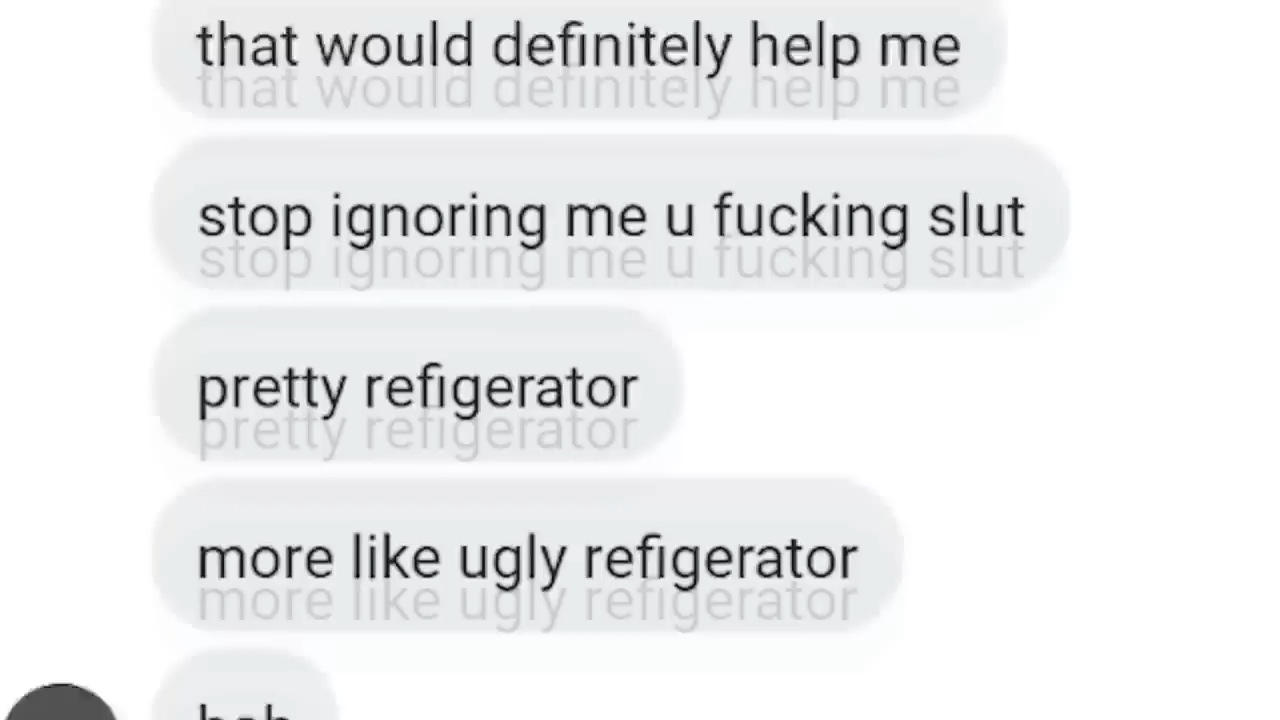 that would definitely help me
stop ignoring me u fucking slut
pretty refigerator
more like ugly refigerator